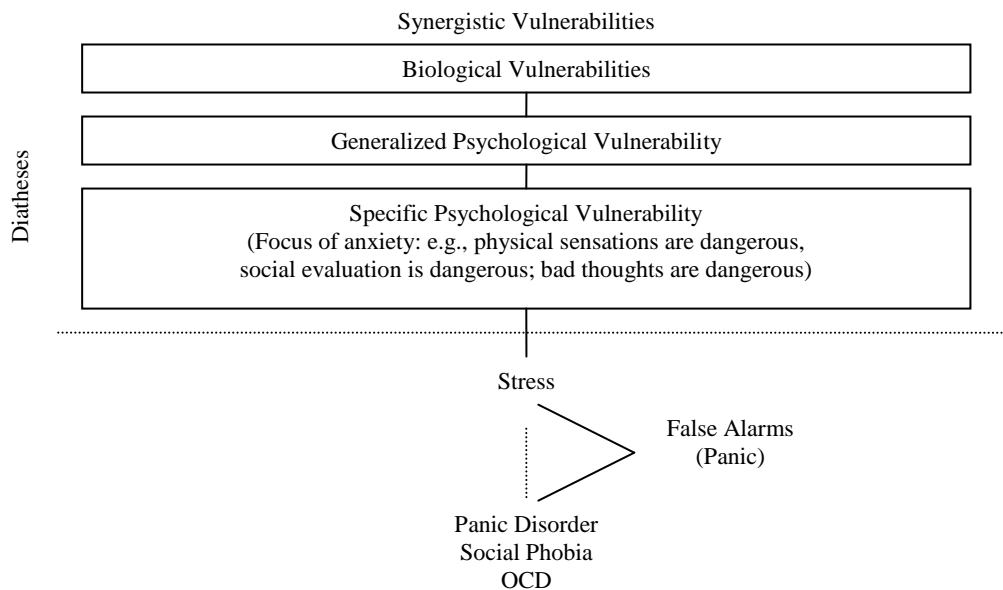 Synergistic Vulnerabilities
Biological Vulnerabilities
Generalized Psychological Vulnerability
Diatheses
Specific Psychological Vulnerability
(Focus of anxiety: e.g., physical sensations are dangerous,
social evaluation is dangerous; bad thoughts are dangerous)
Stress
False Alarms
(Panic)
Panic Disorder
Social Phobia
OCD